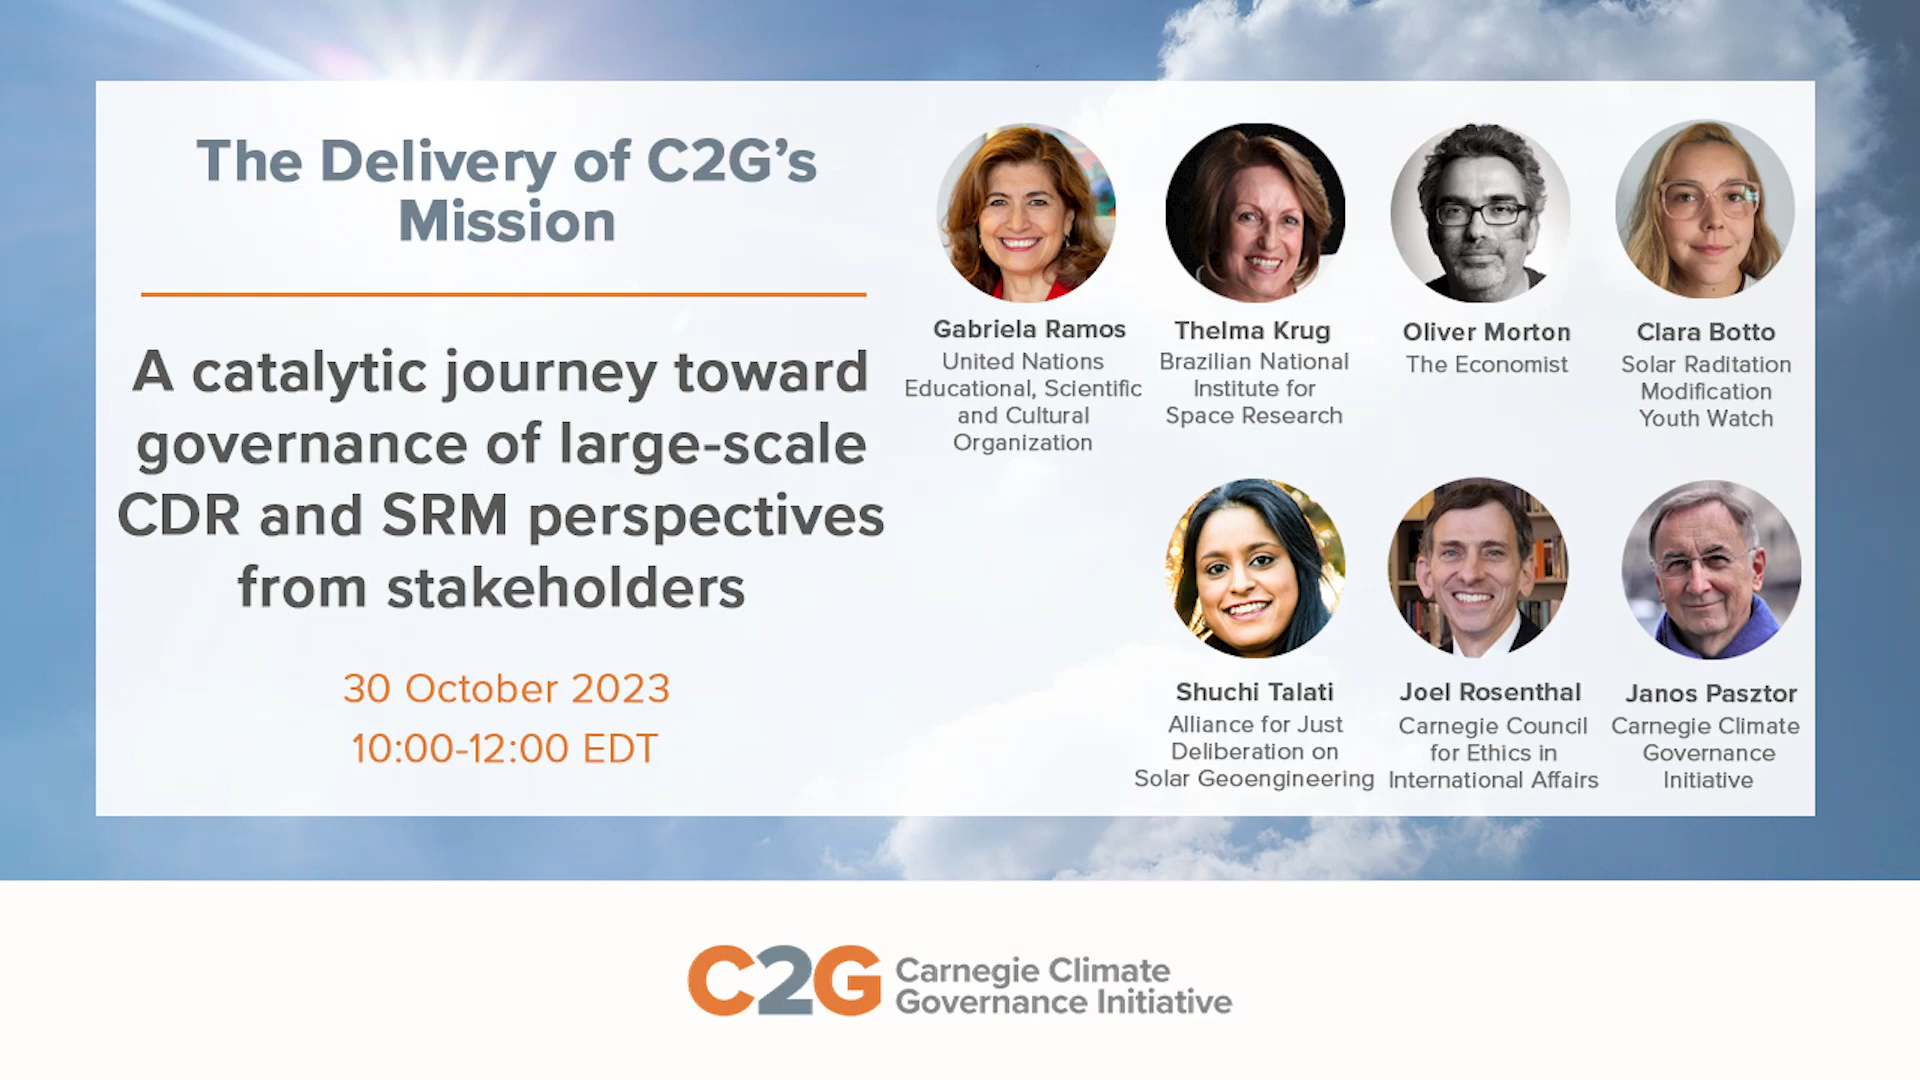 The Delivery of C2G's
Mission
A catalytic journey toward
governance of large-scale
CDR and SRM perspectives
from stakeholders
30 October 2023
10:00-12:00 EDT
Gabriela Ramos
United Nations
Educational, Scientific
and Cultural
Organization
Thelma Krug
Brazilian National
Institute for
Space Research
Oliver Morton
The Economist
Clara Botto
Solar Raditation
Modification
Youth Watch
Shuchi Talati
Alliance for Just
Deliberation on
Solar Geoengineering
Joel Rosenthal
Carnegie Council
for Ethics in
International Affairs
Janos Pasztor
Carnegie Climate
Governance
Initiative
C2G
Carnegie Climate
Governance Initiative